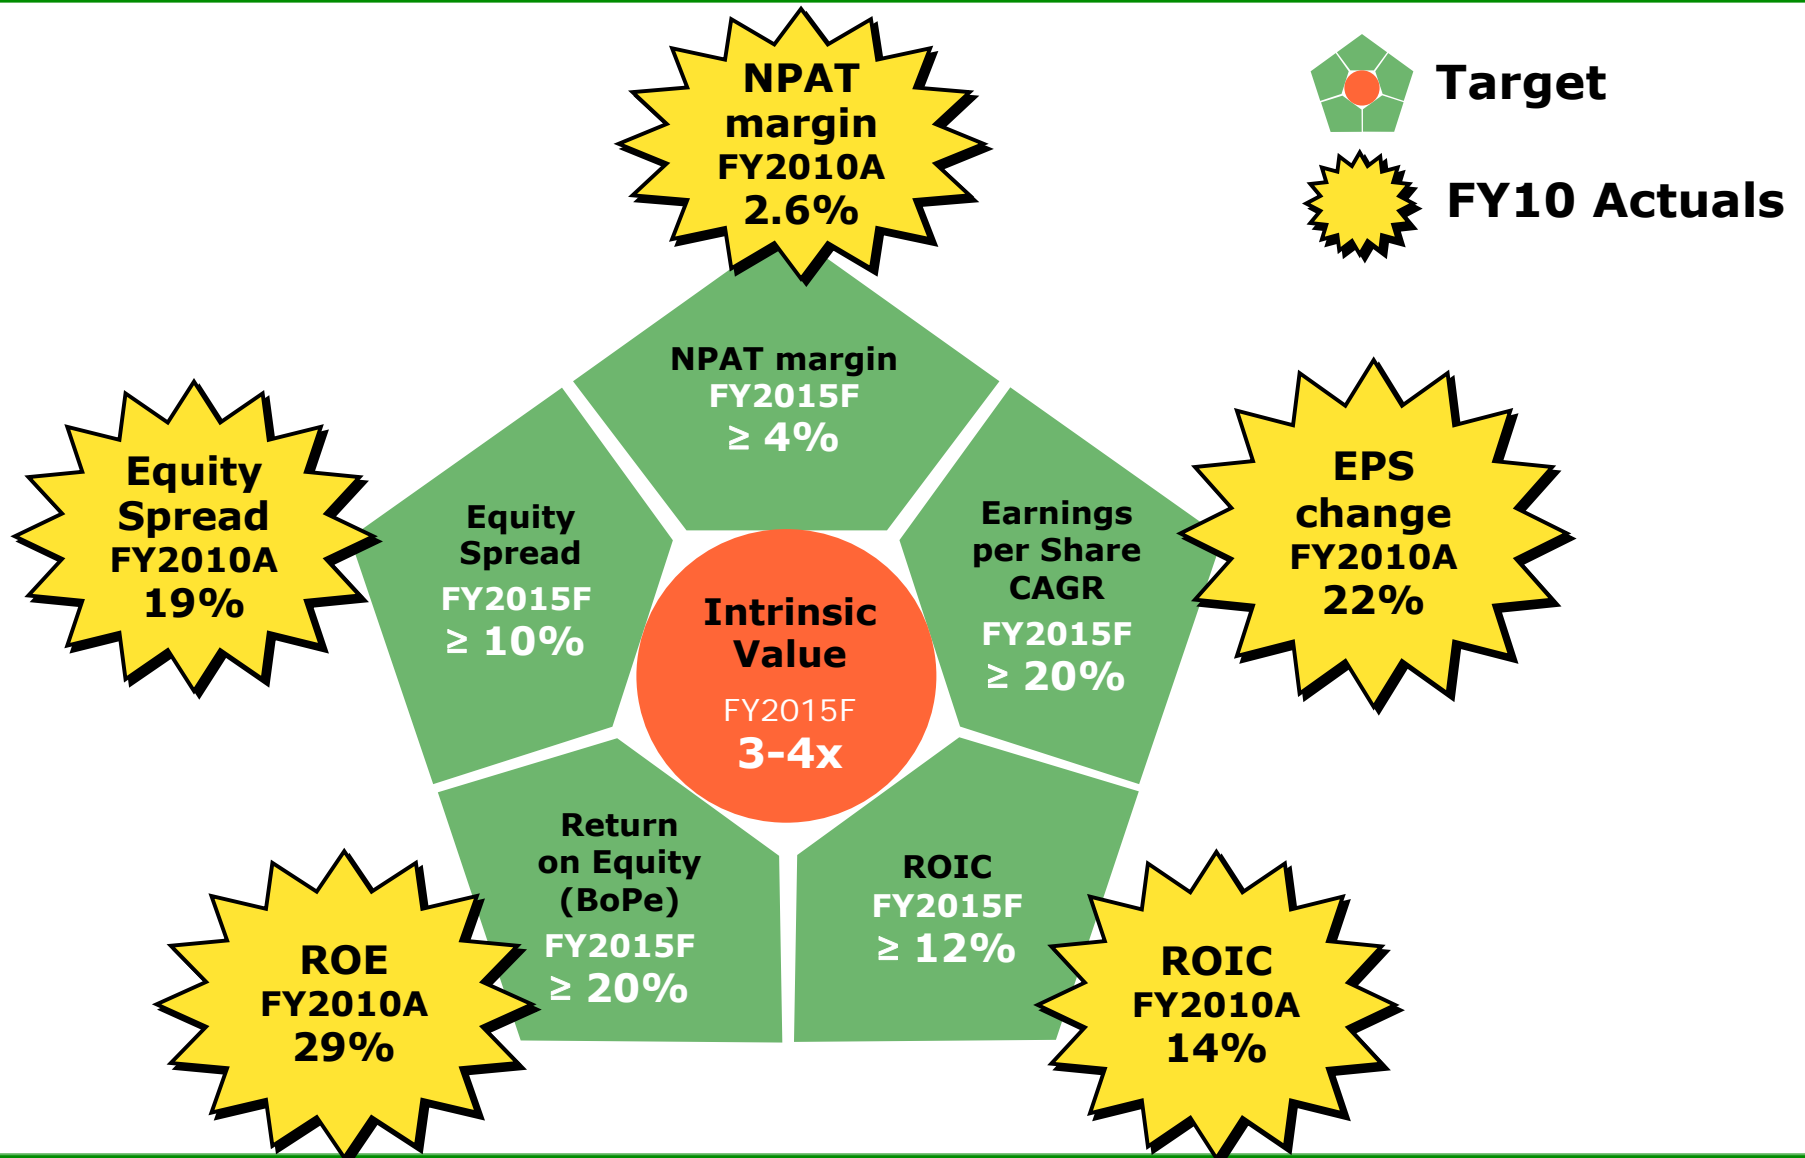 NPAT
margin
FY2010A
2.6%
Target
FY10 Actuals
NPAT margin
FY2015F
≥ 4%
Equity
Spread
FY2010A
19%
Equity
Spread
FY2015F
≥ 10%
Earnings
per Share
CAGR
FY2015F
≥ 20%
EPS
change
FY2010A
22%
Intrinsic
Value
FY2015F
3-4x
Return
on Equity
(BoPe)
FY2015F
≥ 20%
ROIC
FY2015F
≥ 12%
ROE
FY2010A
29%
ROIC
FY2010A
14%